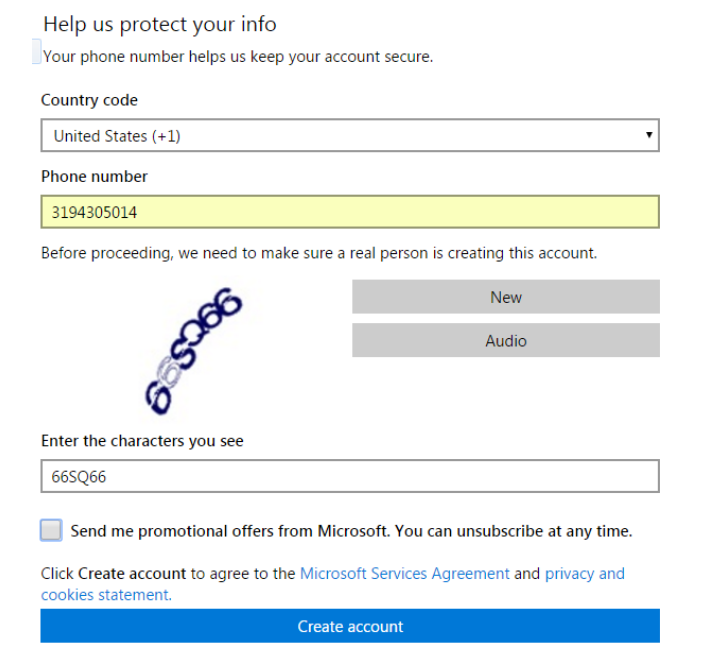 Help us protect your info
Your phone number helps us keep your account secure.
Country code
United States (+1)
Phone number
3194305014
Before proceeding, we need to make sure a real person is creating this account.
New
Audio
Enter the characters you see
66SQ66
Send me promotional offers from Microsoft. You can unsubscribe at any time.
Click Create account to agree to the Microsoft Services Agreement and privacy and
cookies statement.
Create account